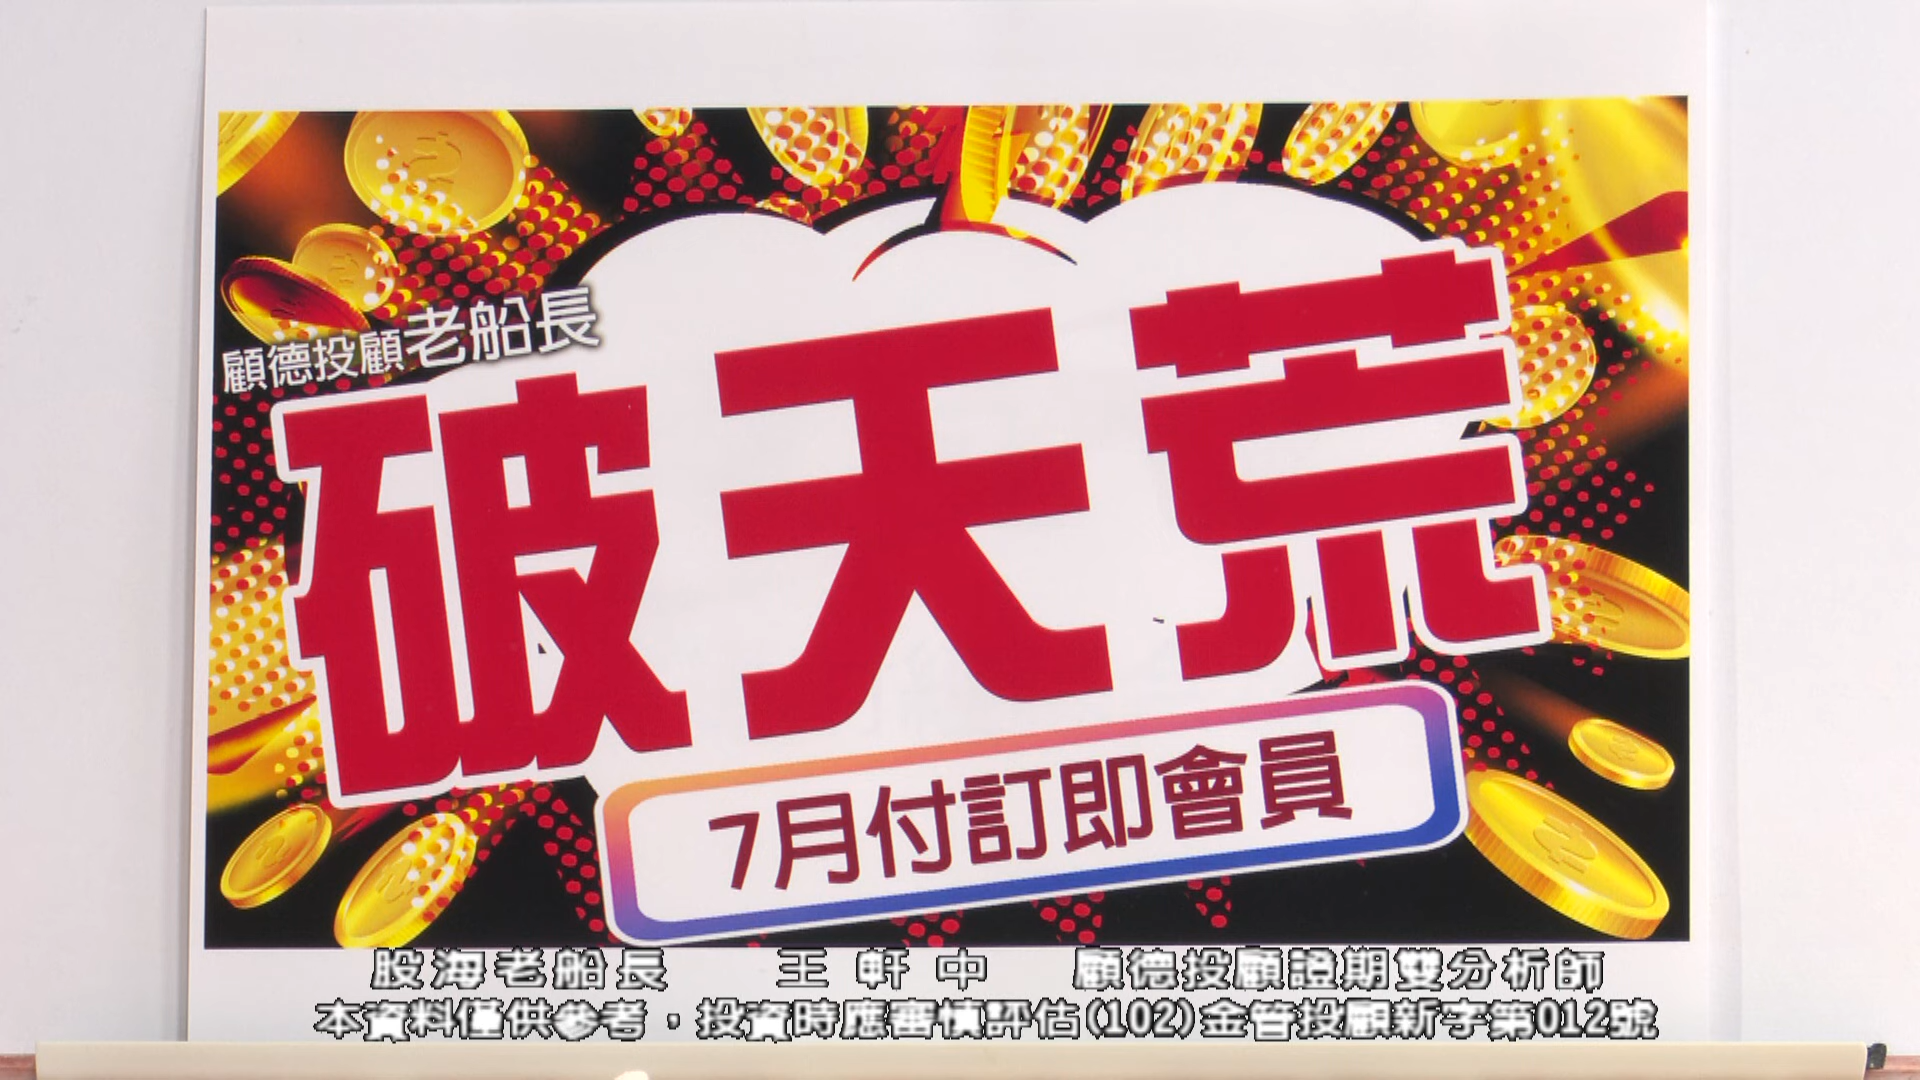 顧德投顧老船長
破天荒
7月付訂即會員
股海老船長 王軒中 顧德投顧證期雙分析師
本資料僅供參考，投資時應審慎評估(102)金管投顧新字第012號